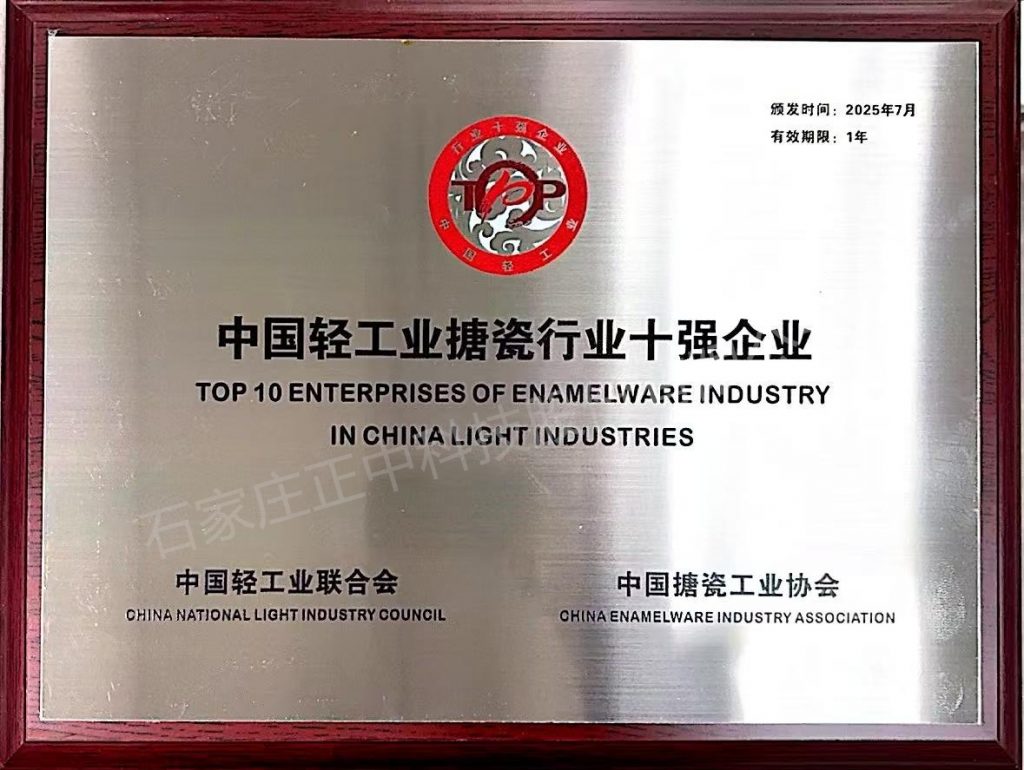 颁发时间：2025年7月
有效期限：1年
行业十强企业
TOP
中国轻工业
中国轻工业搪瓷行业十强企业
TOP 10 ENTERPRISES OF ENAMELWARE INDUSTRY
IN CHINA LIGHT INDUSTRIES
石家庄正中科技
中国轻工业联合会
CHINA NATIONAL LIGHT INDUSTRY COUNCIL
中国搪瓷工业协会
CHINA ENAMELWARE INDUSTRY ASSOCIATION